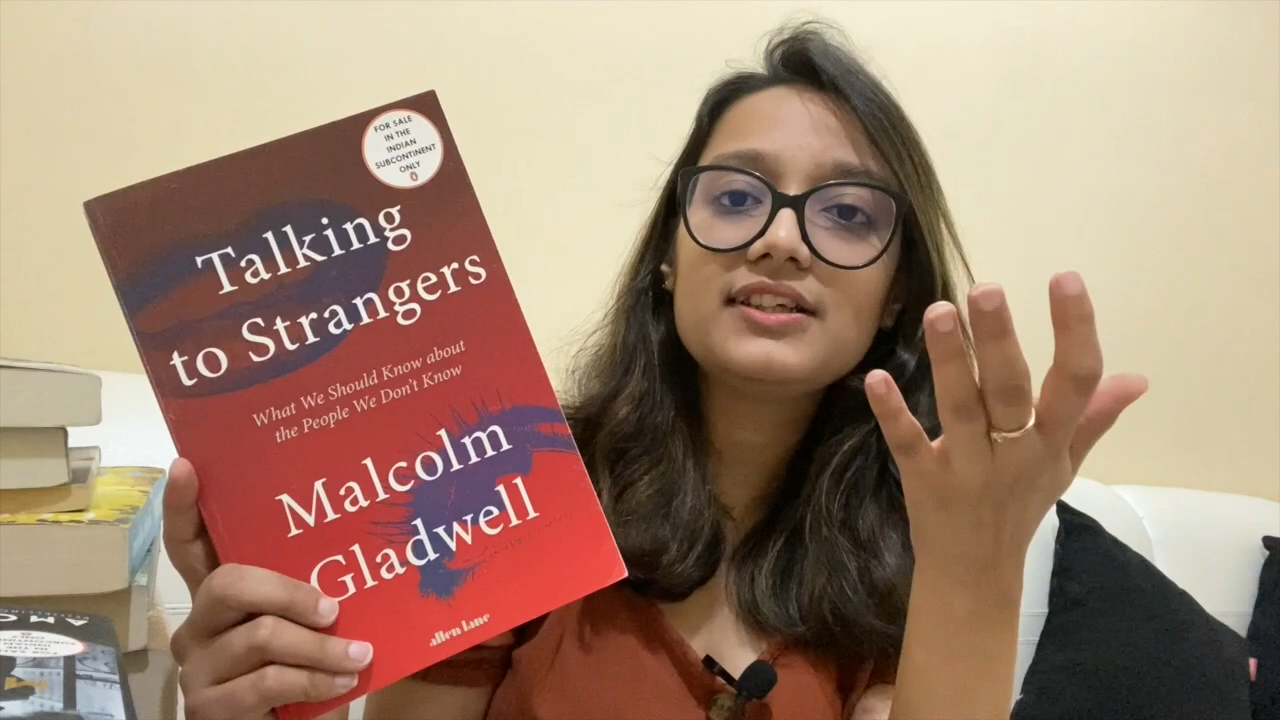 FOR SALE
IN THE
INDIAN
SUBCONTINENT
ONLY
Talking
to Strangers
What We Should Know about
the People We Don't Know
Malcolm
Gladwell
allen lane
AMO